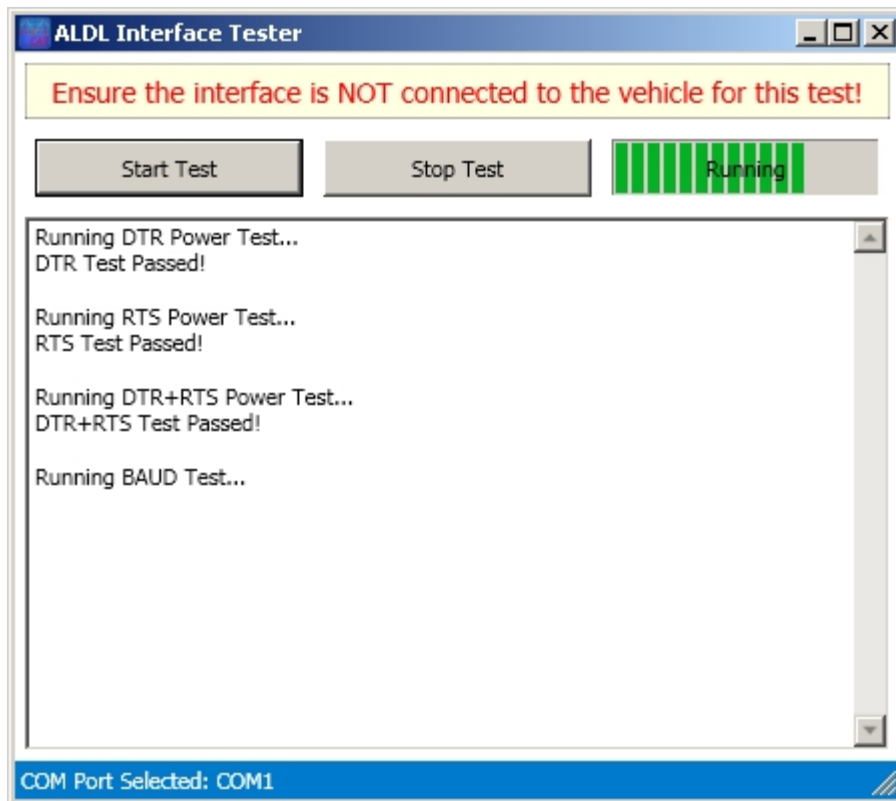 ALDL Interface Tester
Ensure the interface is NOT connected to the vehicle for this test!
Start Test
Stop Test
Running
Running DTR Power Test...
DTR Test Passed!
Running RTS Power Test...
RTS Test Passed!
Running DTR+RTS Power Test...
DTR+RTS Test Passed!
Running BAUD Test...
COM Port Selected: COM1